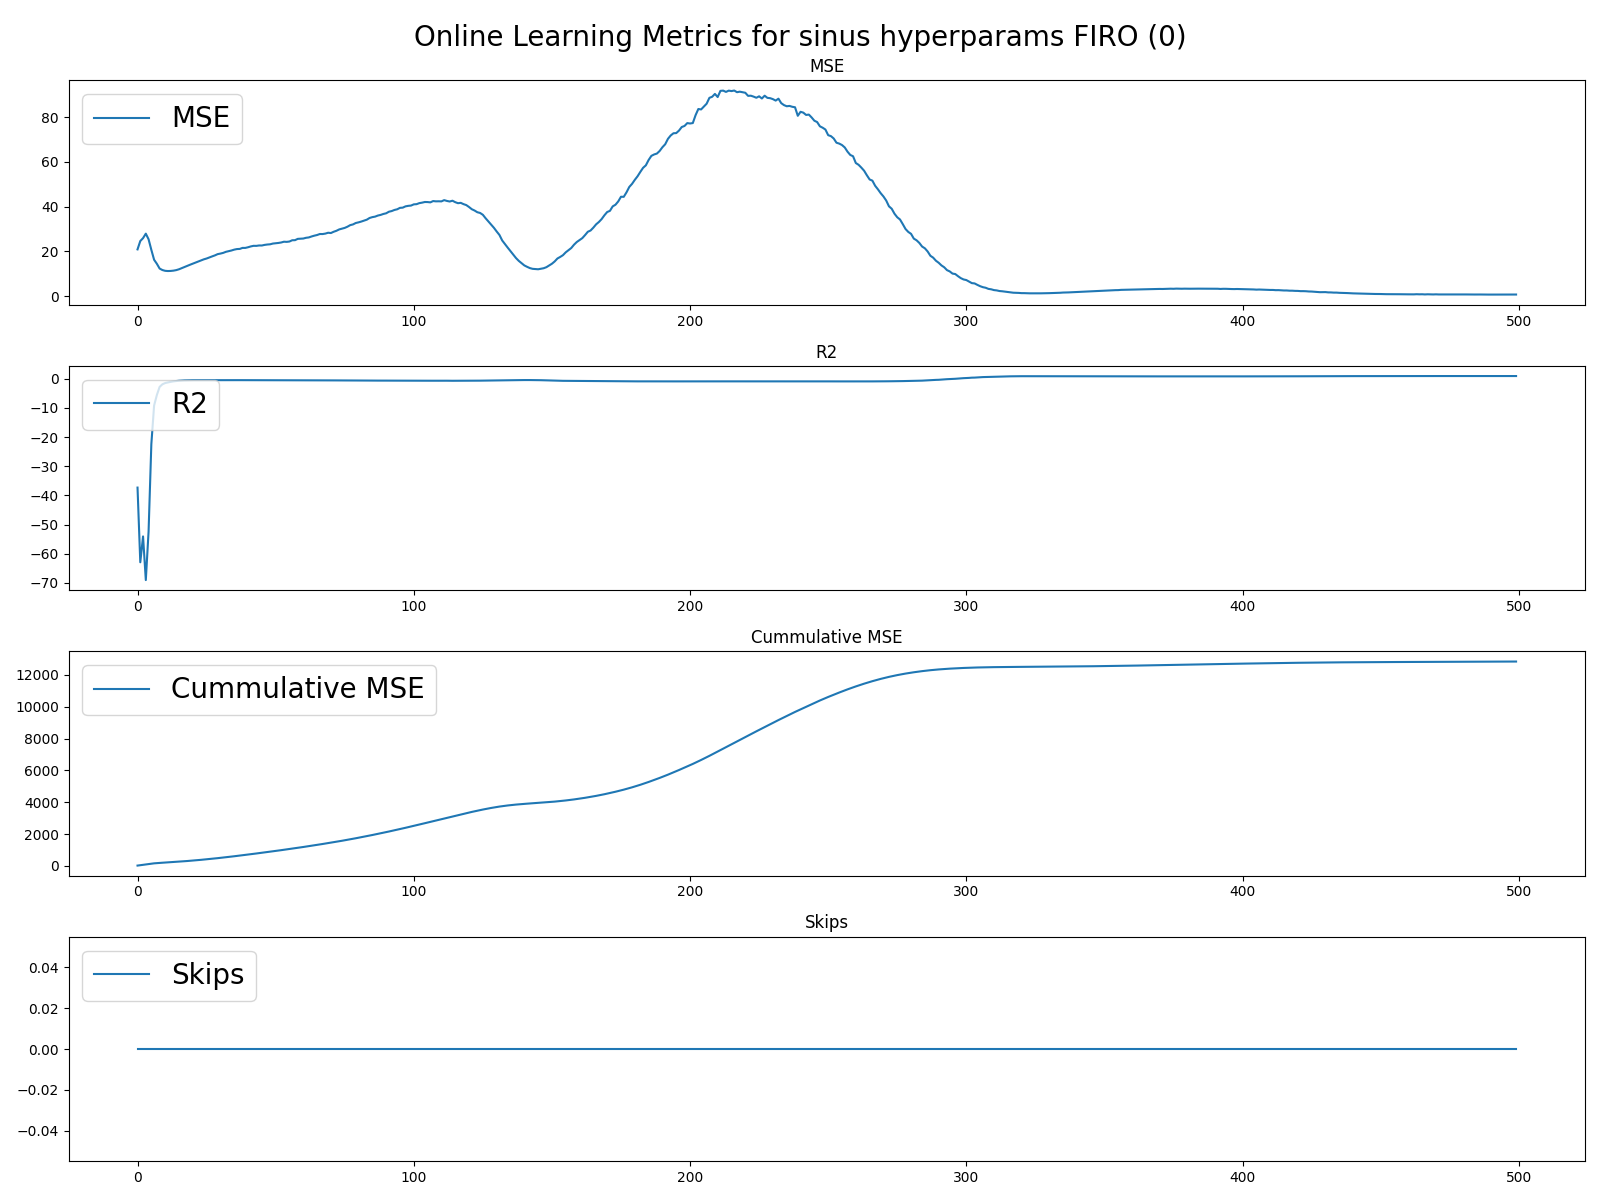 Online Learning Metrics for sinus hyperparams FIRO (0)
MSE
MSE
80
60
40
20
0
0 100 200 300 400 500
R2
R2
0
−10
−20
−30
−40
−50
−60
−70
0 100 200 300 400 500
Cummulative MSE
Cummulative MSE
12000
10000
8000
6000
4000
2000
0
0 100 200 300 400 500
Skips
Skips
0.04
0.02
0.00
−0.02
−0.04
0 100 200 300 400 500